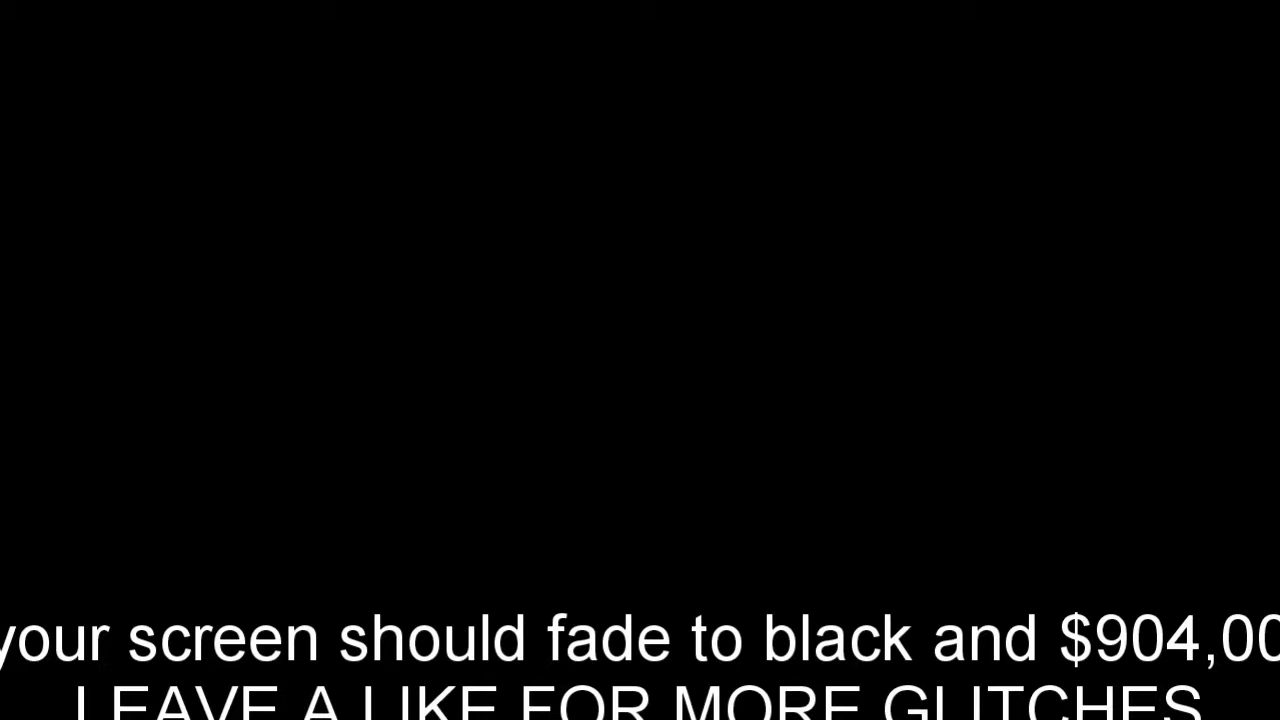 your screen should fade to black and $904,00
LEAVE A LIKE FOR MORE GLITCHES